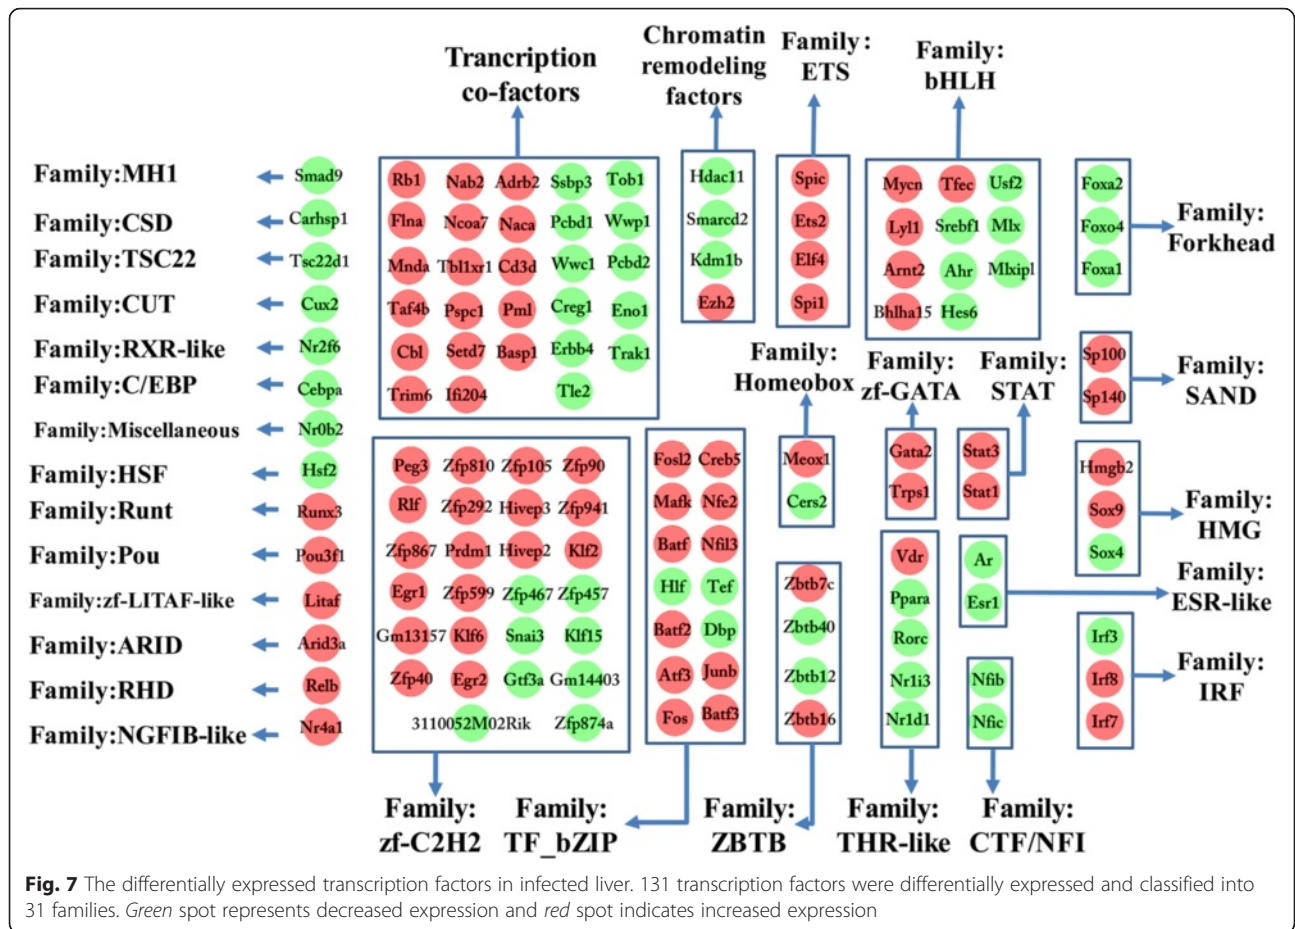 Trancription
co-factors
Chromatin
remodeling
factors
Family:
ETS
Family:
bHLH
Family:MH1
Smad9
Family:CSD
Carhsp1
Family:TSC22
Tsc22d1
Family:CUT
Cux2
Family:RXR-like
Nr2f6
Family:C/EBP
Cebpa
Family:Miscellaneous
Nr0b2
Family:HSF
Hsf2
Family:Runt
Runx3
Family:Pou
Pou3f1
Family:zf-LITAF-like
Litaf
Family:ARID
Arid3a
Family:RHD
Relb
Family:NGFIB-like
Nr4a1
Rb1 Nab2 Adrb2 Ssbp3 Tob1
Flna Ncoa7 Naca Pcbd1 Wwp1
Mnda Tbl1xr1 Cd3d Wwc1 Pcbd2
Taf4b Pspc1 Pml Creg1 Eno1
Cbl Setd7 Basp1 Erbb4 Trak1
Trim6 Ifi204 Tle2
Hdac11
Smarcd2
Kdm1b
Ezh2
Spic
Ets2
Elf4
Spi1
Mycn Tfec Usf2
Lyl1 Srebf1 Mlx
Arnt2 Ahr Mlxipl
Bhlha15 Hes6
Foxa2
Foxo4
Foxa1
Family:
Forkhead
Sp100
Sp140
Family:
SAND
Family:
Homeobox
Meox1
Cers2
Family:
zf-GATA
Gata2
Trps1
Family:
STAT
Stat3
Stat1
Hmgb2
Sox9
Sox4
Family:
HMG
Peg3 Zfp810 Zfp105 Zfp90
Rlf Zfp292 Hivep3 Zfp941
Zfp867 Prdm1 Hivep2 Klf2
Egr1 Zfp599 Zfp467 Zfp457
Gm13157 Klf6 Snai3 Klf15
Zfp40 Egr2 Gtf3a Gm14403
3110052M02Rik Zfp874a
Fosl2 Creb5
Mafk Nfe2
Batf Nfil3
Hlf Tef
Batf2 Dbp
Atf3 Junb
Fos Batf3
Zbtb7c
Zbtb40
Zbtb12
Zbtb16
Vdr
Ppara
Rorc
Nr1i3
Nr1d1
Ar
Esr1
Family:
ESR-like
Nfib
Nfic
Irf3
Irf8
Irf7
Family:
IRF
Family:
zf-C2H2
Family:
TF_bZIP
Family:
ZBTB
Family:
THR-like
Family:
CTF/NFI
Fig. 7 The differentially expressed transcription factors in infected liver. 131 transcription factors were differentially expressed and classified into
31 families. Green spot represents decreased expression and red spot indicates increased expression